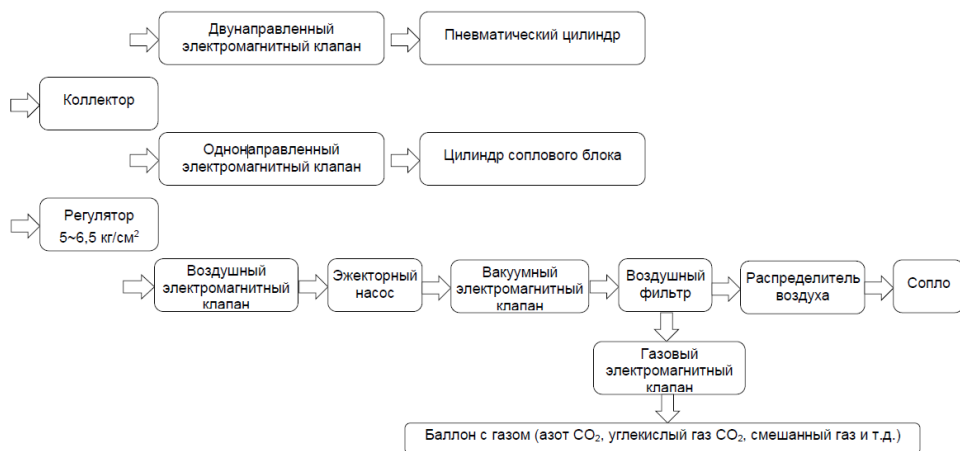 Двунаправленный
электромагнитный клапан
Пневматический цилиндр
Коллектор
Однонаправленный
электромагнитный клапан
Цилиндр соплового блока
Регулятор
5~6,5 кг/см²
Воздушный
электромагнитный
клапан
Эжекторный
насос
Вакуумный
электромагнитный
клапан
Воздушный
фильтр
Распределитель
воздуха
Сопло
Газовый
электромагнитный
клапан
Баллон с газом (азот CO₂, углекислый газ CO₂, смешанный газ и т.д.)